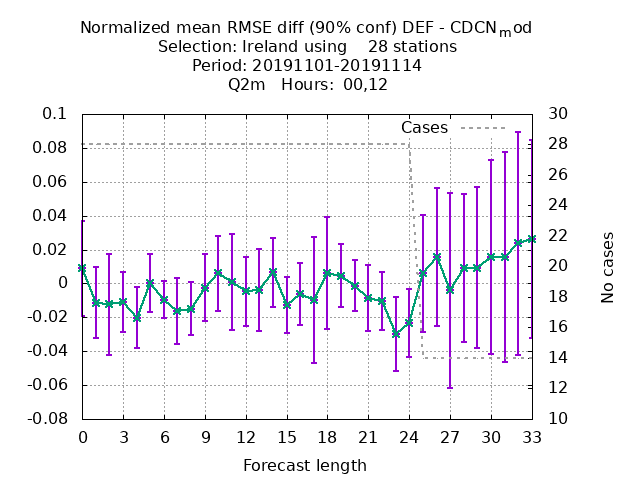 Normalized mean RMSE diff (90% conf) DEF - CDCNmod
Selection: Ireland using    28 stations
Period: 20191101-20191114
Q2m   Hours:  00,12
Cases
0.1
0.08
0.06
0.04
0.02
0
-0.02
-0.04
-0.06
-0.08
30
28
26
24
22
20
18
16
14
12
10
No cases
0 3 6 9 12 15 18 21 24 27 30 33
Forecast length